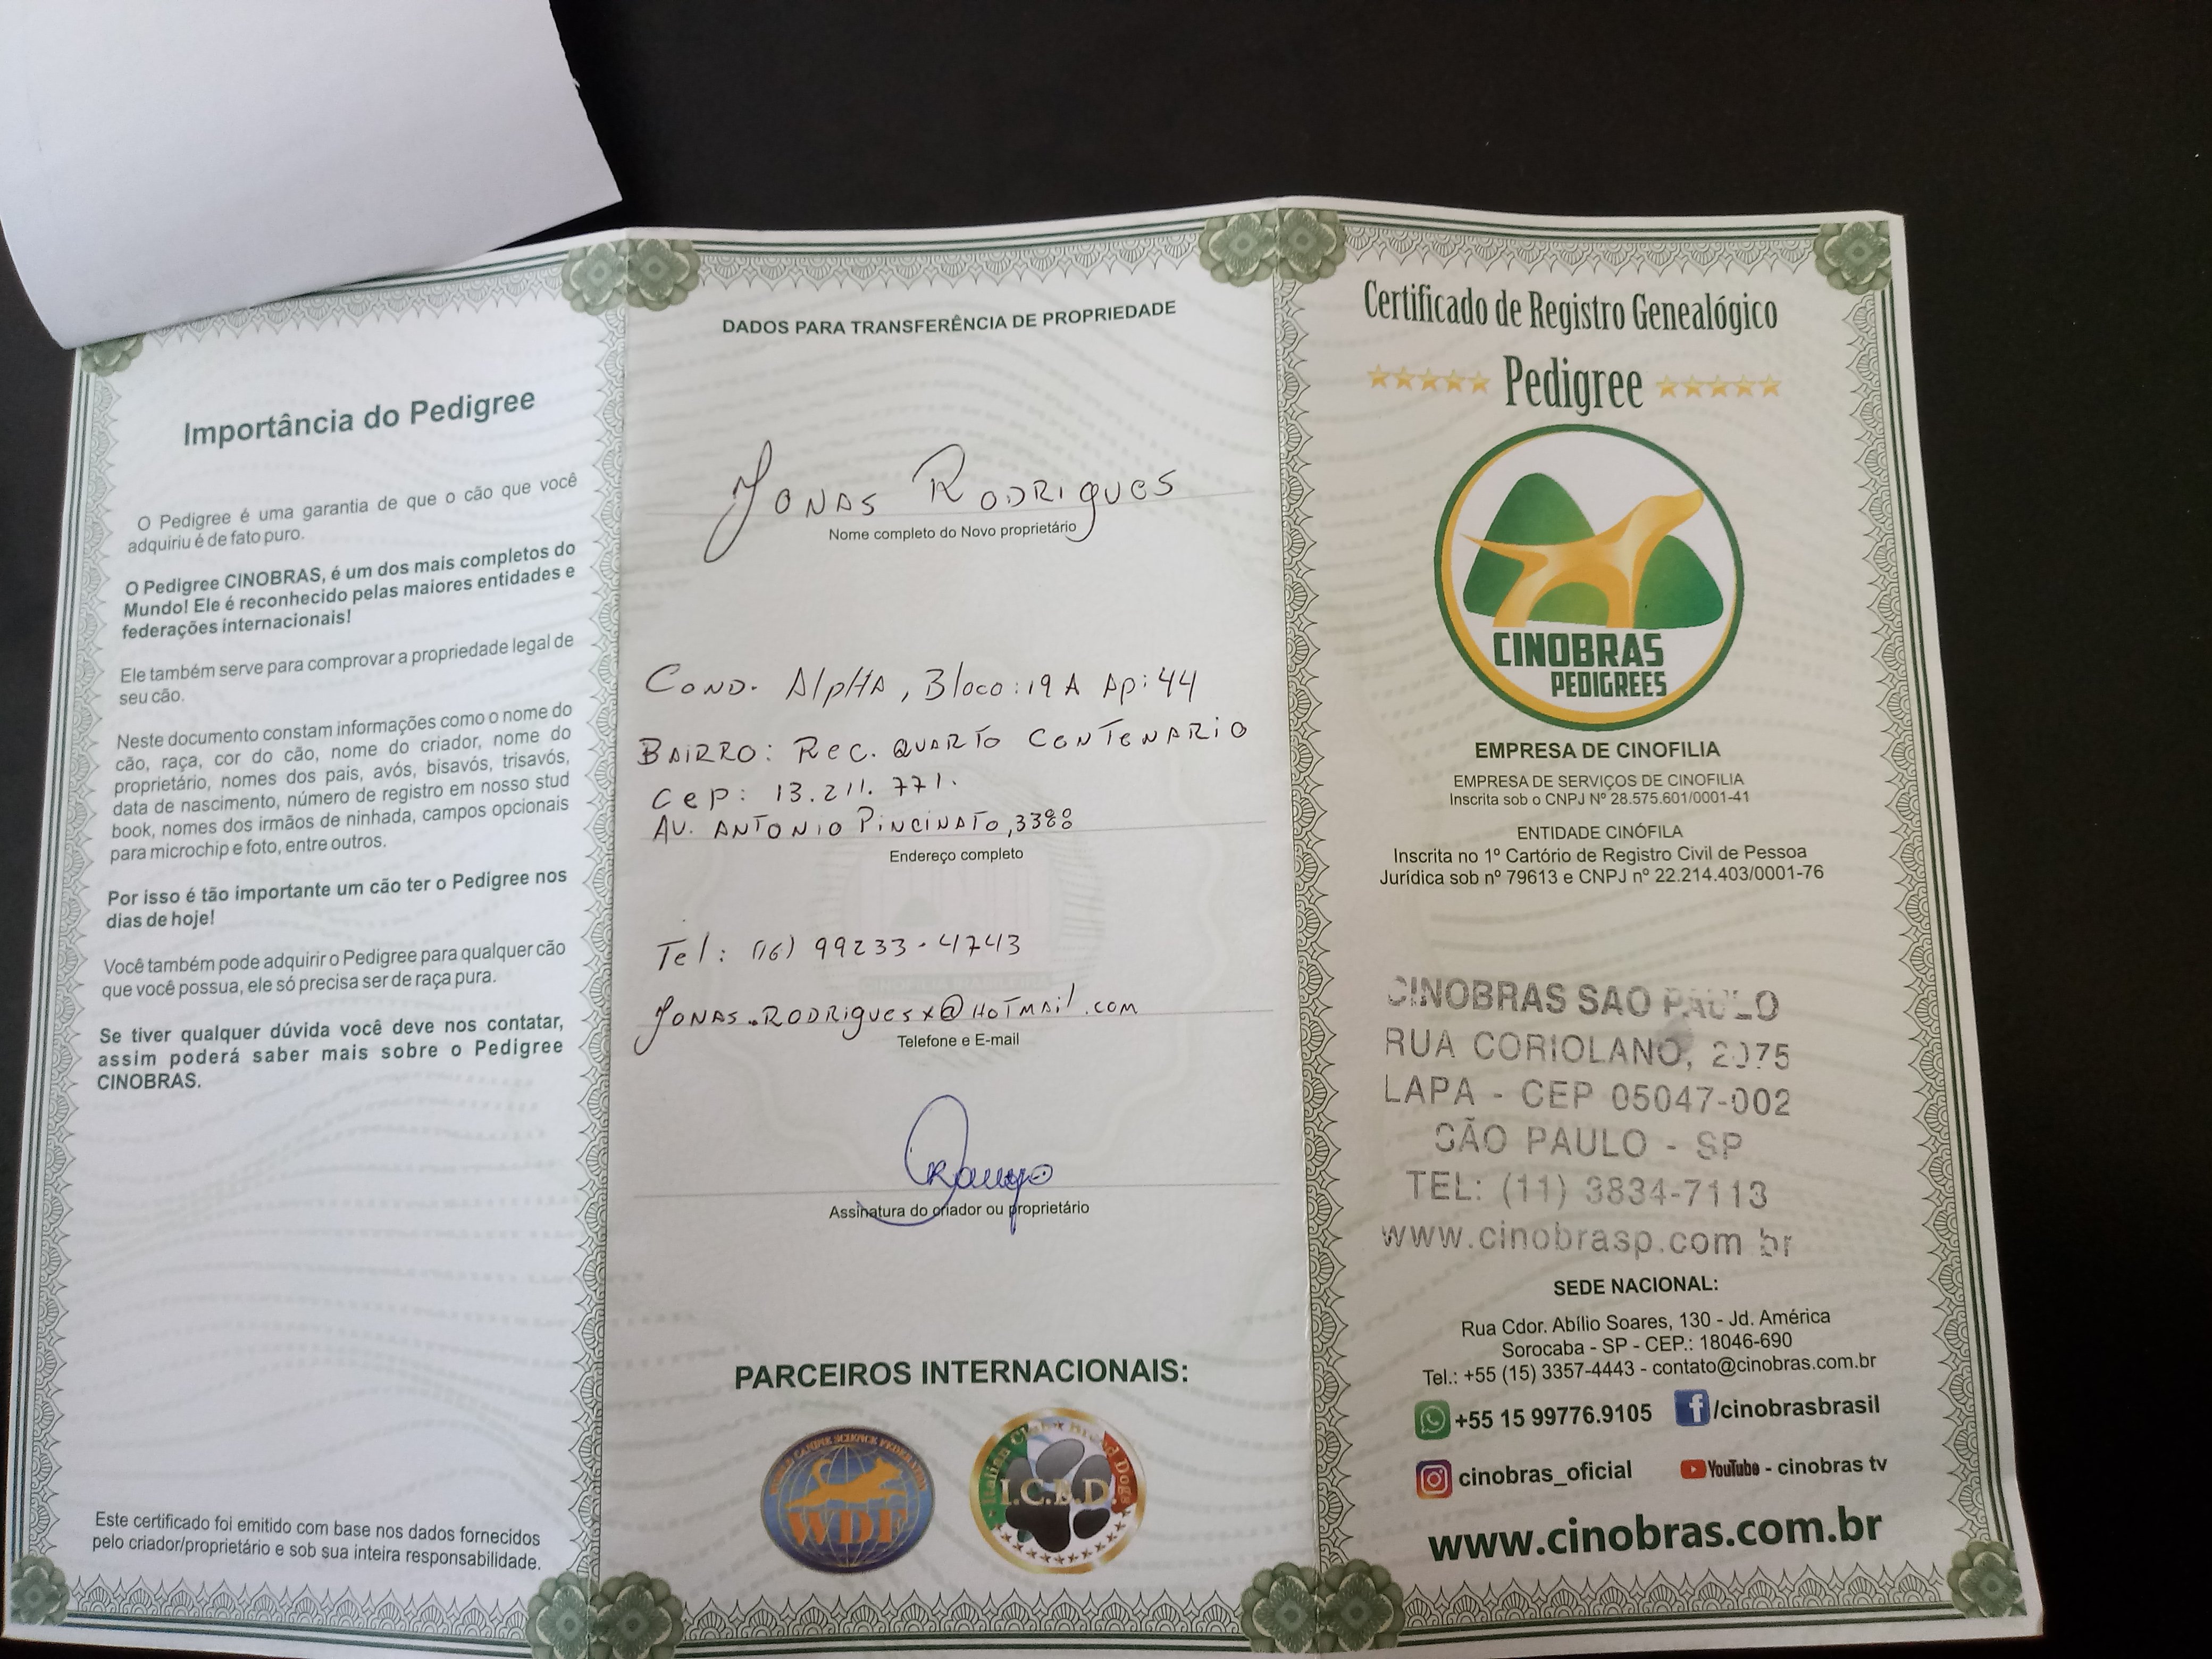 Importância do Pedigree
O Pedigree é uma garantia de que o cão que você
adquiriu é de fato puro.
O Pedigree CINOBRAS, é um dos mais completos do
Mundo! Ele é reconhecido pelas maiores entidades e
federações internacionais!
Ele também serve para comprovar a propriedade legal de
seu cão.
Neste documento constam informações como o nome do
cão, raça, cor do cão, nome do criador, nome do
proprietário, nomes dos pais, avós, bisavós, trisavós,
data de nascimento, número de registro em nosso stud
book, nomes dos irmãos de ninhada, campos opcionais
para microchip e foto, entre outros.
Por isso é tão importante um cão ter o Pedigree nos
dias de hoje!
Você também pode adquirir o Pedigree para qualquer cão
que você possua, ele só precisa ser de raça pura.
Se tiver qualquer dúvida você deve nos contatar,
assim poderá saber mais sobre o Pedigree
CINOBRAS.
Este certificado foi emitido com base nos dados fornecidos
pelo criador/proprietário e sob sua inteira responsabilidade.
DADOS PARA TRANSFERÊNCIA DE PROPRIEDADE
Jonas Rodrigues
Nome completo do Novo proprietário
Cond. Alpha, Bloco: 19 A Ap: 44
Bairro: Rec. Quarto Centenario
Cep: 13.211.771.
Av. Antonio Pincinato, 3388
Endereço completo
Tel: (16) 99233-4743
Jonas.Rodriguesx@Hotmail.com
Telefone e E-mail
Assinatura do criador ou proprietário
PARCEIROS INTERNACIONAIS:
WORLD CANINE SCIENCE FEDERATION
WDF
Italian Club Breed Dogs
I.C.B.D.
Certificado de Registro Genealógico
Pedigree
CINOBRAS
PEDIGREES
EMPRESA DE CINOFILIA
EMPRESA DE SERVIÇOS DE CINOFILIA
Inscrita sob o CNPJ Nº 28.575.601/0001-41
ENTIDADE CINÓFILA
Inscrita no 1º Cartório de Registro Civil de Pessoa
Jurídica sob nº 79613 e CNPJ nº 22.214.403/0001-76
CINOBRAS SAO PAULO
RUA CORIOLANO, 2075
LAPA - CEP 05047-002
SÃO PAULO - SP
TEL: (11) 3834-7113
www.cinobrasp.com br
SEDE NACIONAL:
Rua Cdor. Abílio Soares, 130 - Jd. América
Sorocaba - SP - CEP.: 18046-690
Tel.: +55 (15) 3357-4443 - contato@cinobras.com.br
+55 15 99776.9105 /cinobrasbrasil
cinobras_oficial YouTube - cinobras tv
www.cinobras.com.br